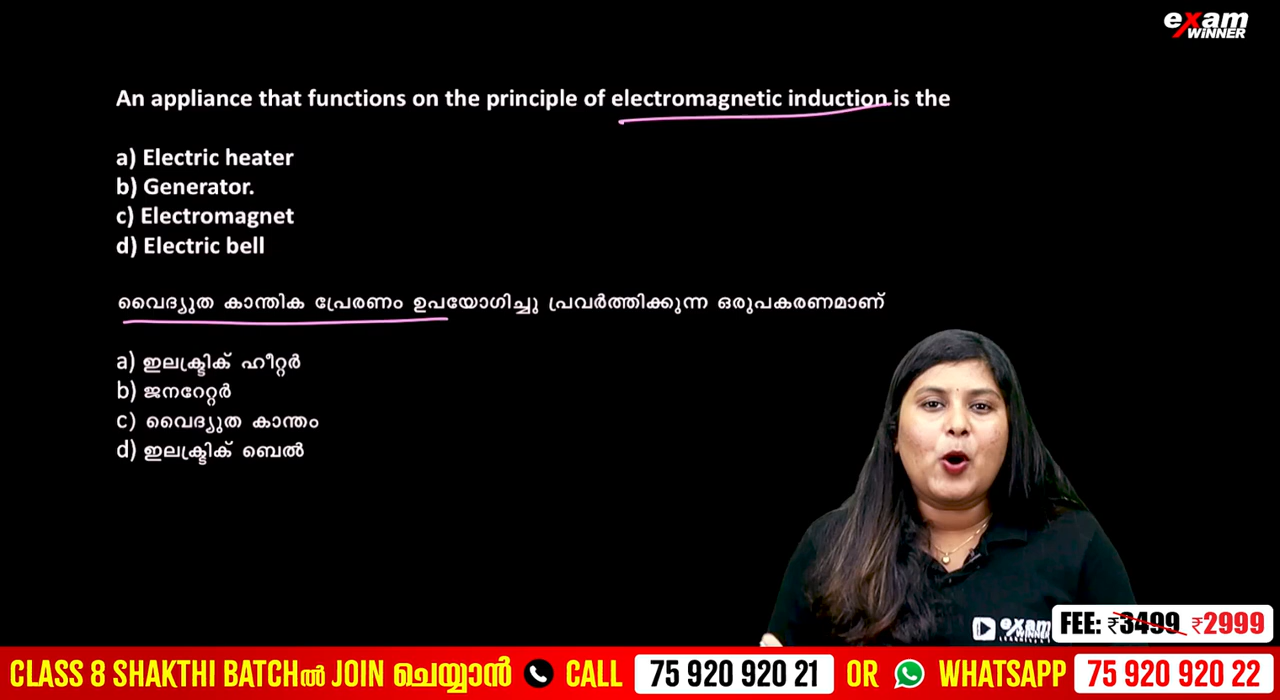 exam
WINNER
An appliance that functions on the principle of electromagnetic induction is the
a) Electric heater
b) Generator.
c) Electromagnet
d) Electric bell
വൈദ്യുത കാന്തിക പ്രേരണം ഉപയോഗിച്ചു പ്രവർത്തിക്കുന്ന ഒരുപകരണമാണ്
a) ഇലക്ട്രിക് ഹീറ്റർ
b) ജനറേറ്റർ
c) വൈദ്യുത കാന്തം
d) ഇലക്ട്രിക് ബെൽ
exam
WINNER
FEE: ₹3499 ₹2999
CLASS 8 SHAKTHI BATCHൽ JOIN ചെയ്യാൻ CALL 75 920 920 21 OR WHATSAPP 75 920 920 22